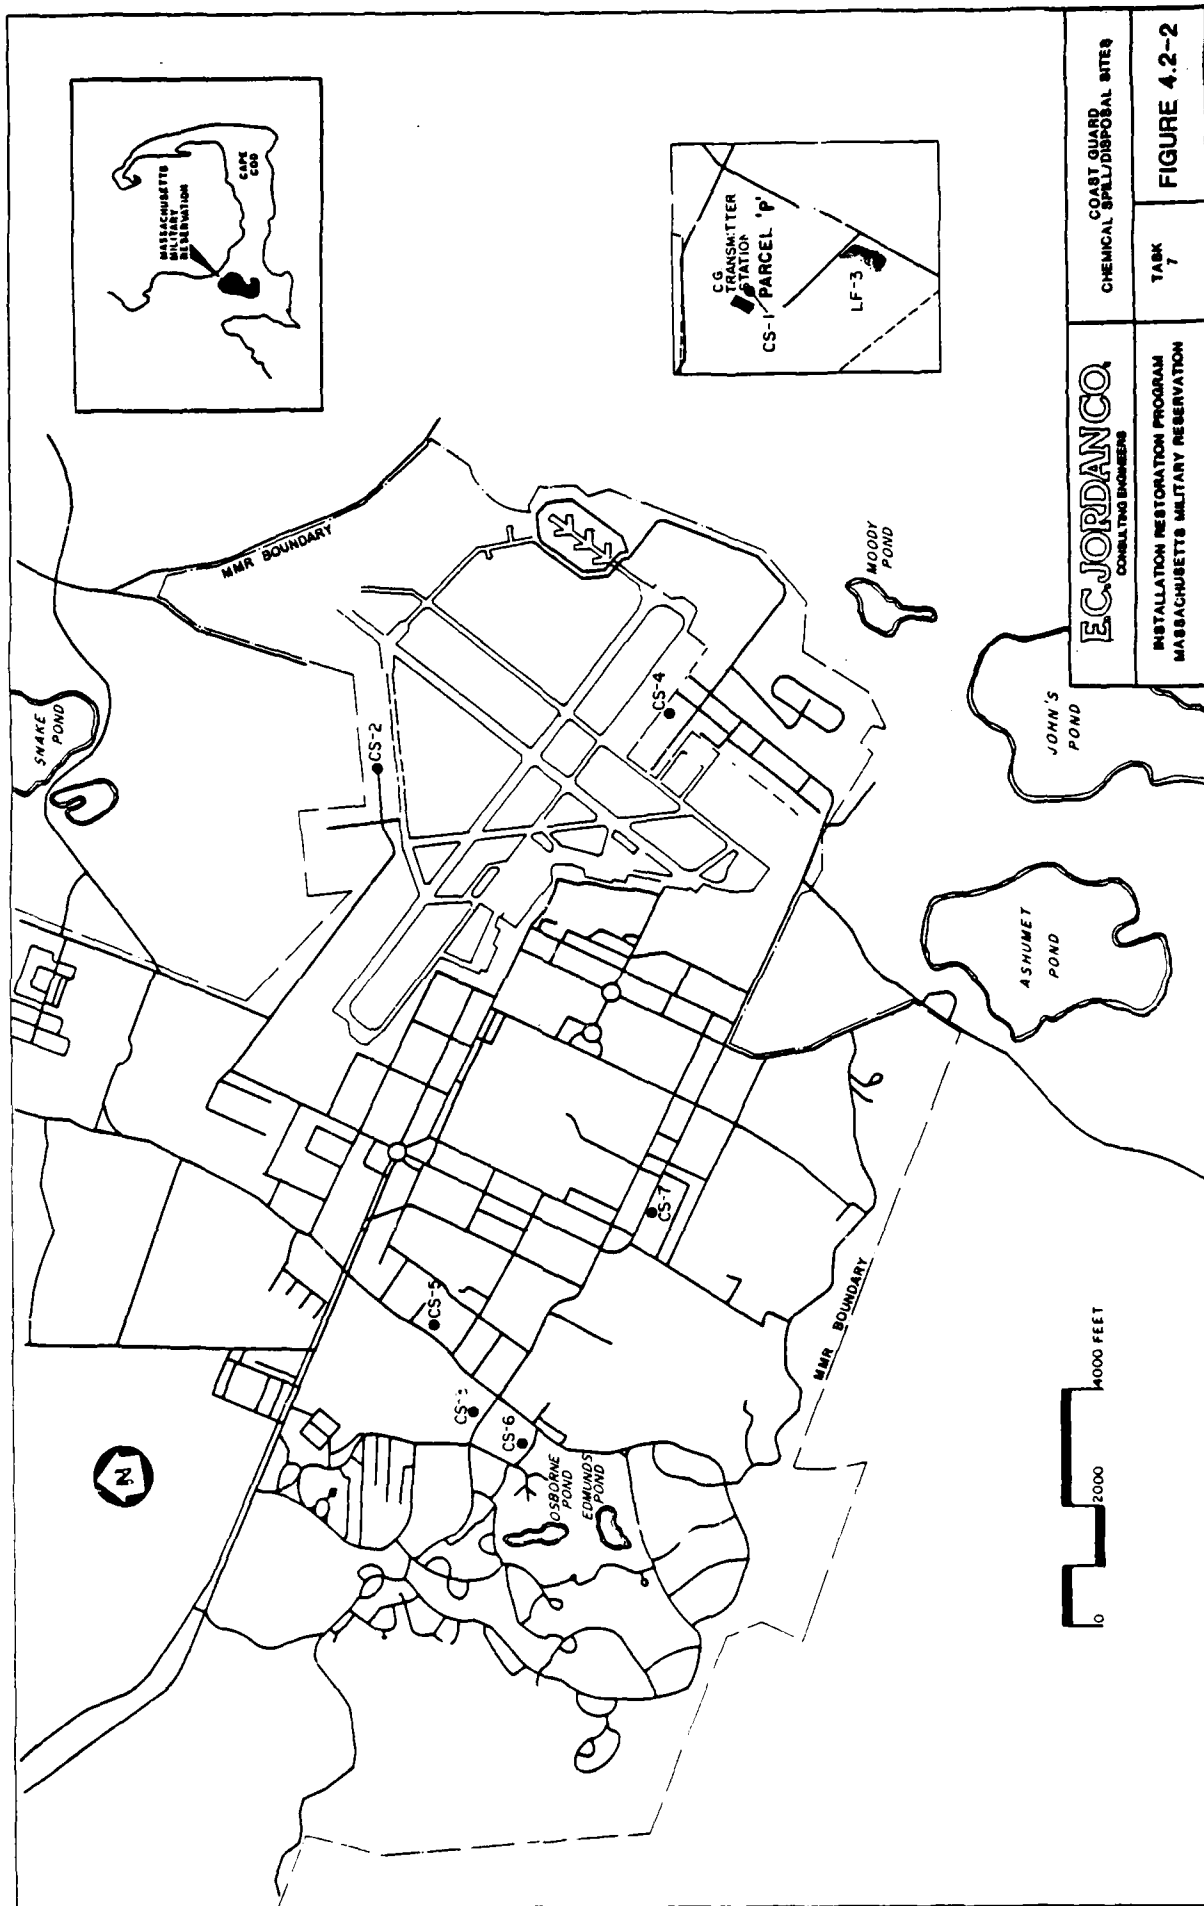 MASSACHUSETTS
MILITARY
RESERVATION
CAPE
COD
SNAKE
POND
MMR BOUNDARY
CS-2
CS-4
CS-5
CS-6
CS-7
OSBORNE
POND
EDMUNDS
POND
MMR BOUNDARY
ASHUMET
POND
JOHN'S
POND
MOODY
POND
CG
TRANSMITTER
STATION
PARCEL 'P'
CS-1
LF-3
N
0
2000
4000 FEET
E.C.JORDAN CO.
CONSULTING ENGINEERS
INSTALLATION RESTORATION PROGRAM
MASSACHUSETTS MILITARY RESERVATION
COAST GUARD
CHEMICAL SPILL/DISPOSAL SITES
TASK
7
FIGURE 4.2-2